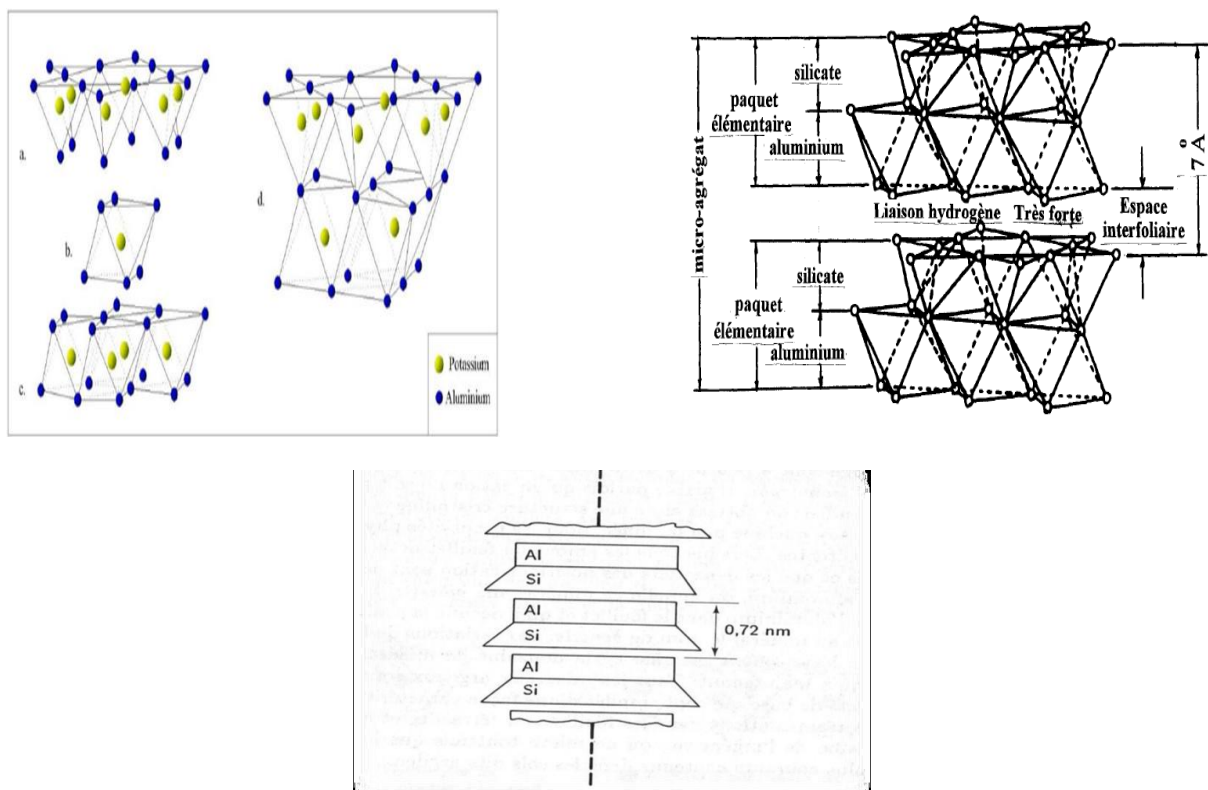 a.
b.
c.
d.
Potassium
Aluminium
micro-agrégat
paquet
élémentaire
silicate
aluminium
Liaison hydrogène Très forte
Espace
interfoliaire
7 Å
paquet
élémentaire
silicate
aluminium
Al
Si
Al
Si
0,72 nm
Al
Si